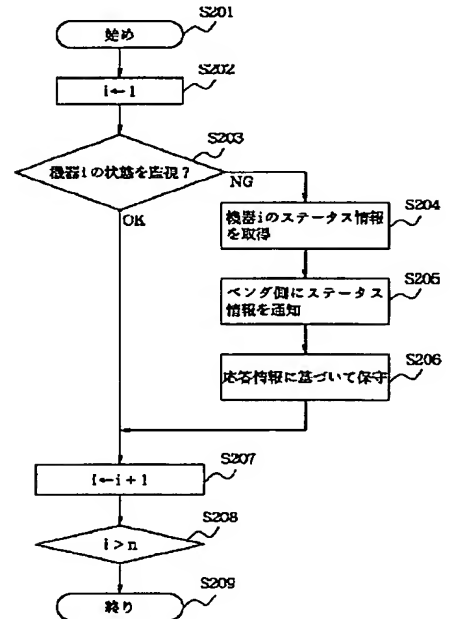 S201
始め
S202
i←1
S203
機器iの状態を監視?
NG
OK
S204
機器iのステータス情報
を取得
S205
ベンダ側にステータス
情報を通知
S206
応答情報に基づいて保守
S207
i←i+1
S208
i>n
S209
終り